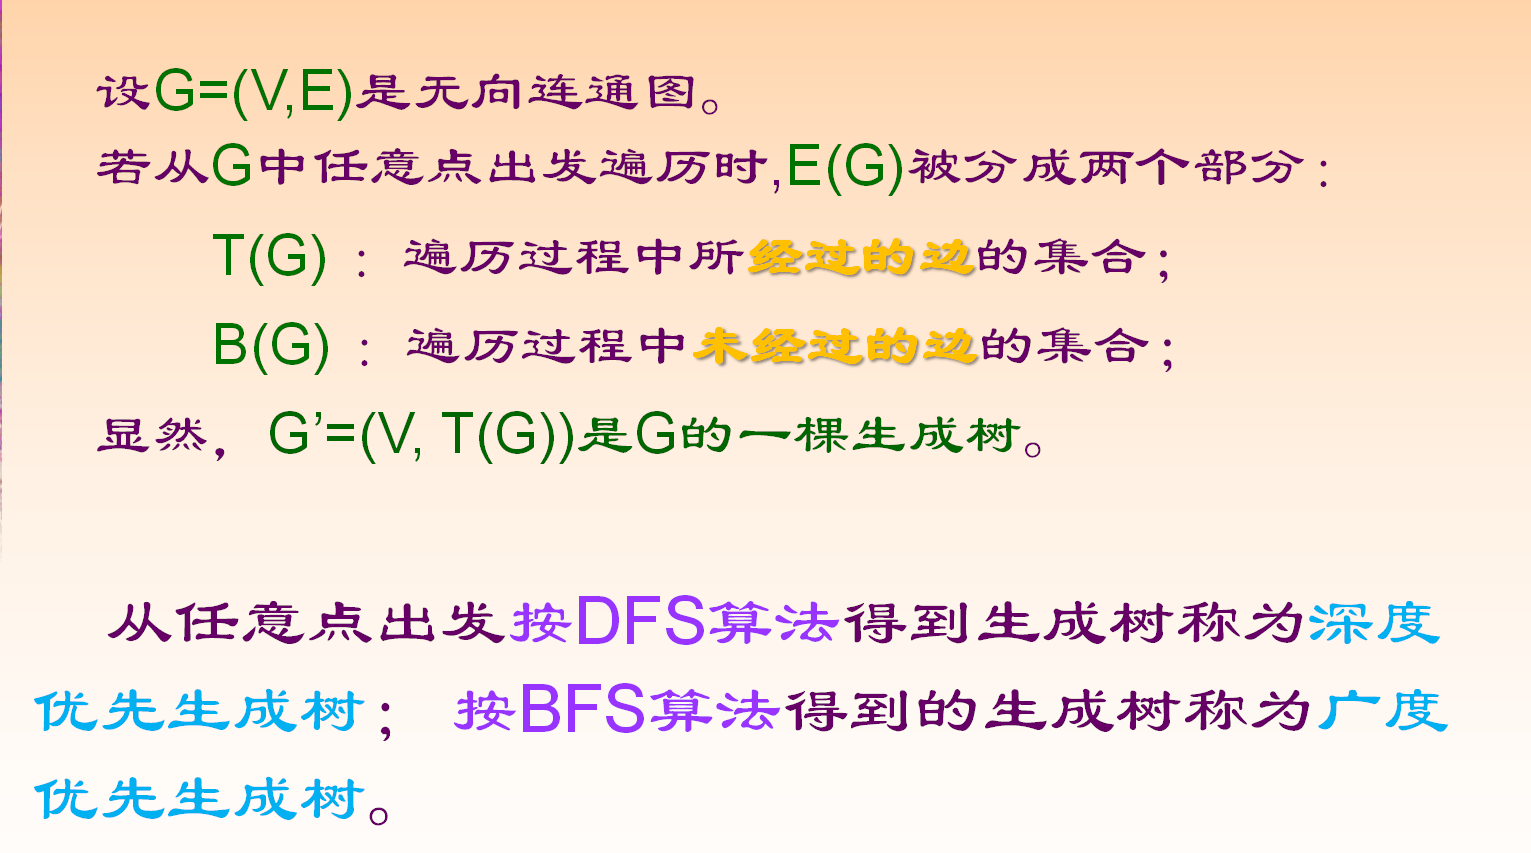 设G=(V,E)是无向连通图。
若从G中任意点出发遍历时,E(G)被分成两个部分：
T(G) ：遍历过程中所经过的边的集合；
B(G) ：遍历过程中未经过的边的集合；
显然，G’=(V, T(G))是G的一棵生成树。
从任意点出发按DFS算法得到生成树称为深度
优先生成树； 按BFS算法得到的生成树称为广度
优先生成树。